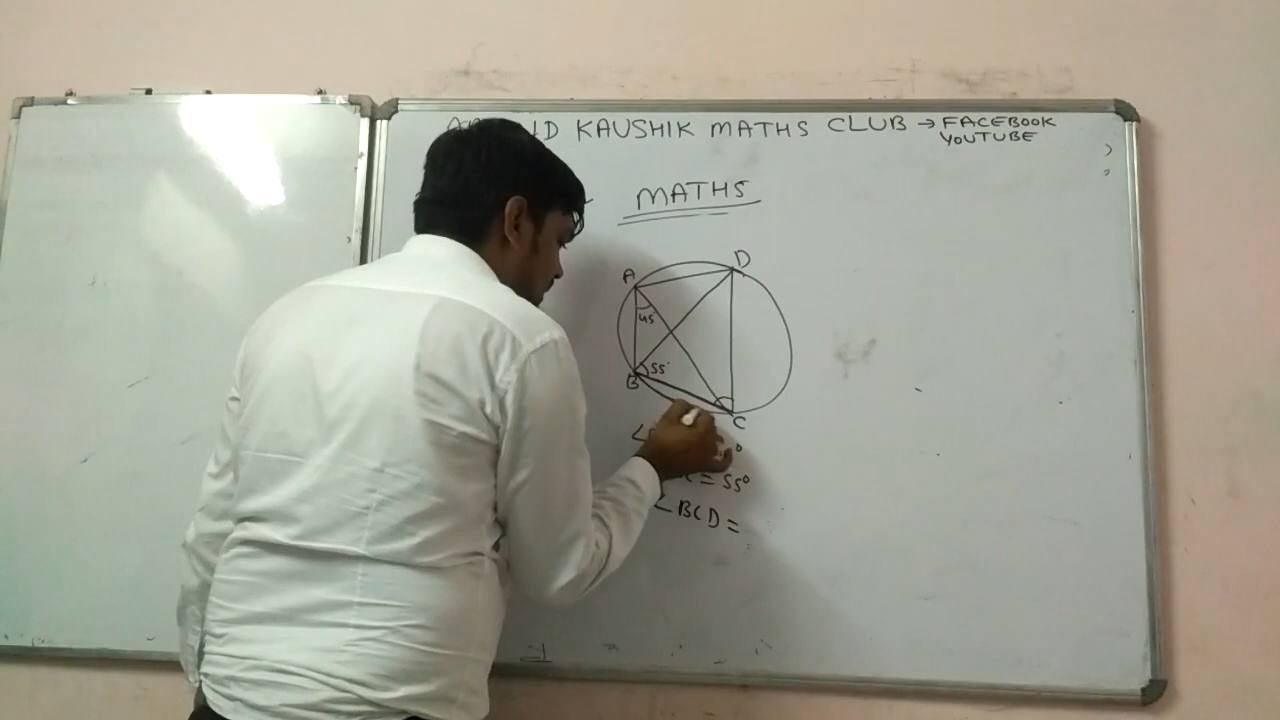 KAUSHIK MATHS CLUB → FACEBOOK
YOUTUBE
MATHS
D
A
45°
55°
B
C
= 55°
∠BCD =